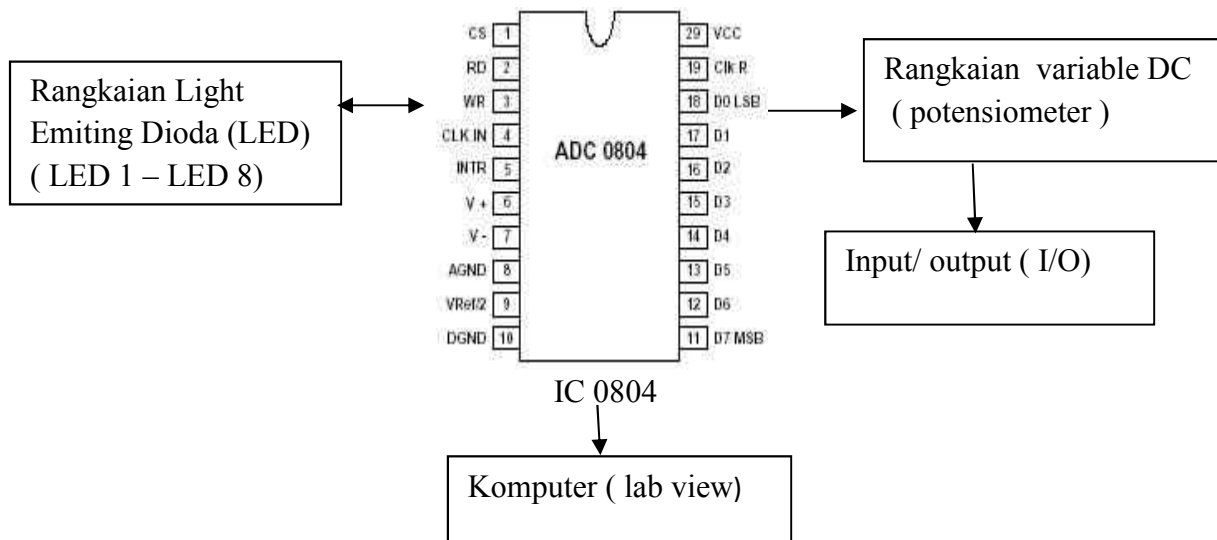 Rangkaian Light
Emiting Dioda (LED)
( LED 1 – LED 8)
CS 1
RD 2
WR 3
CLK IN 4
INTR 5
V + 6
V - 7
AGND 8
VRef/2 9
DGND 10
ADC 0804
29 VCC
19 Clk R
18 D0 LSB
17 D1
16 D2
15 D3
14 D4
13 D5
12 D6
11 D7 MSB
IC 0804
Rangkaian variable DC
( potensiometer )
Input/ output ( I/O)
Komputer ( lab view)